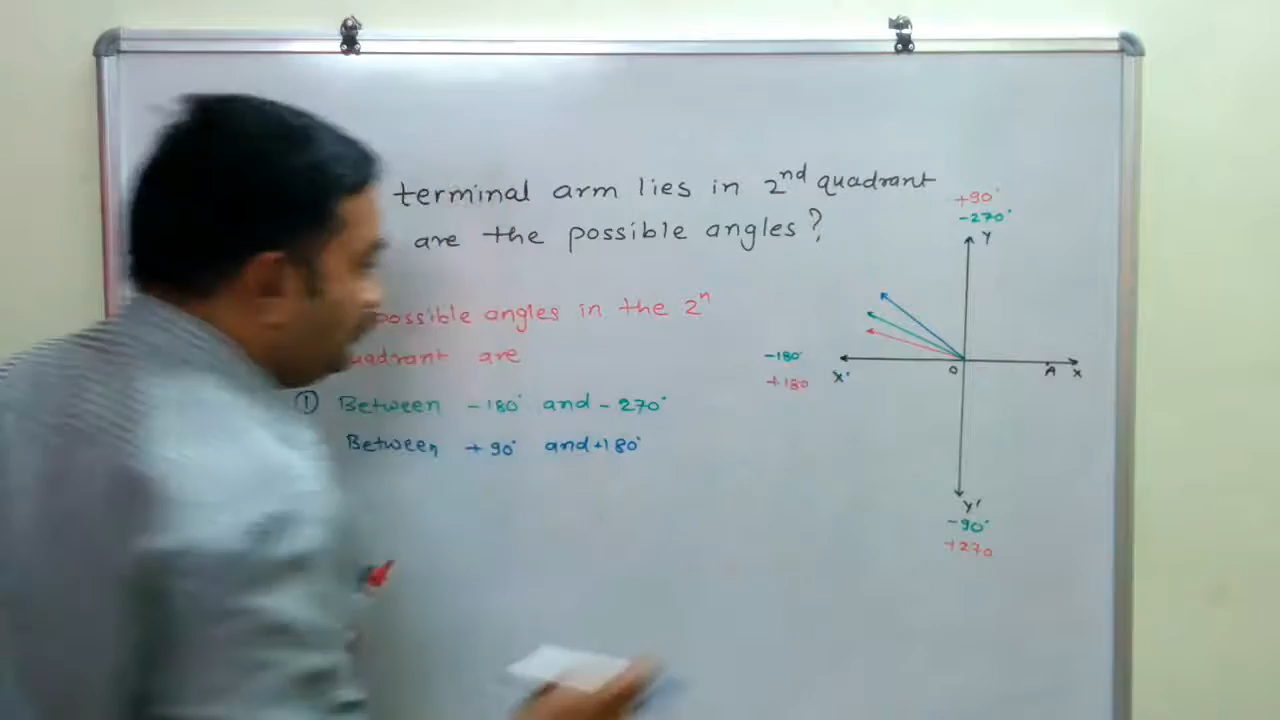 terminal arm lies in 2nd quadrant
are the possible angles?
possible angles in the 2n
quadrant are
① Between -180° and -270°
Between +90° and +180°
+90°
-270°
Y
-180°
+180
X'
O
A
X
Y'
-90°
+270